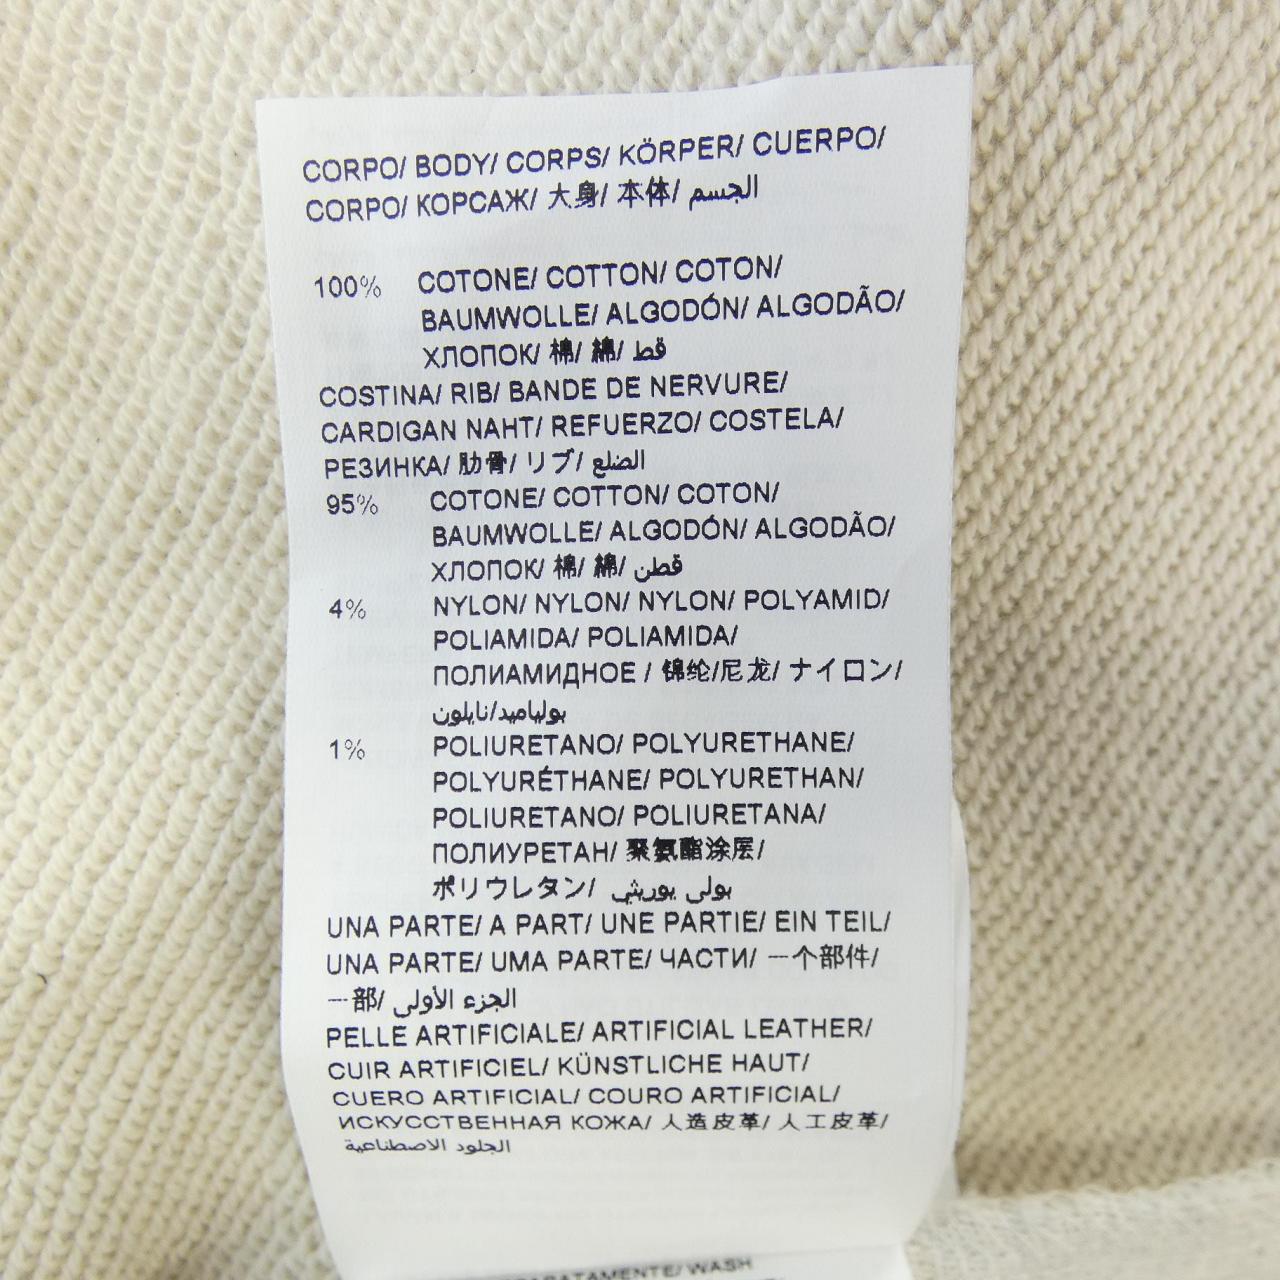 CORPO/ BODY/ CORPS/ KÖRPER/ CUERPO/
CORPO/ КОРСАЖ/ 大身/ 本体/ الجسم
100% COTONE/ COTTON/ COTON/
BAUMWOLLE/ ALGODÓN/ ALGODÃO/
ХЛОПОК/ 棉/ 綿/ قط
COSTINA/ RIB/ BANDE DE NERVURE/
CARDIGAN NAHT/ REFUERZO/ COSTELA/
РЕЗИНКА/ 肋骨/ リブ/ الضلع
95% COTONE/ COTTON/ COTON/
BAUMWOLLE/ ALGODÓN/ ALGODÃO/
ХЛОПОК/ 棉/ 綿/ قطن
4% NYLON/ NYLON/ NYLON/ POLYAMID/
POLIAMIDA/ POLIAMIDA/
ПОЛИАМИДНОЕ / 锦纶/尼龙/ ナイロン/
بولياميد/نايلون
1% POLIURETANO/ POLYURETHANE/
POLYURÉTHANE/ POLYURETHAN/
POLIURETANO/ POLIURETANA/
ПОЛИУРЕТАН/ 聚氨酯涂层/
ポリウレタン/ بولى يوريثي
UNA PARTE/ A PART/ UNE PARTIE/ EIN TEIL/
UNA PARTE/ UMA PARTE/ ЧАСТИ/ 一个部件/
一部/ الجزء الأولى
PELLE ARTIFICIALE/ ARTIFICIAL LEATHER/
CUIR ARTIFICIEL/ KÜNSTLICHE HAUT/
CUERO ARTIFICIAL/ COURO ARTIFICIAL/
ИСКУССТВЕННАЯ КОЖА/ 人造皮革/ 人工皮革/
الجلود الاصطناعية
WASH